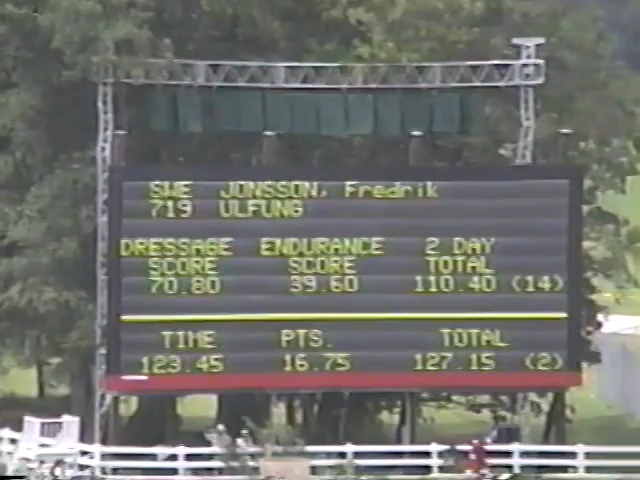 SWE JONSSON, Fredrik
719 ULFUNG
DRESSAGE ENDURANCE 2 DAY
SCORE SCORE TOTAL
70.80 39.60 110.40 (14)
TIME PTS. TOTAL
123.45 16.75 127.15 (2)